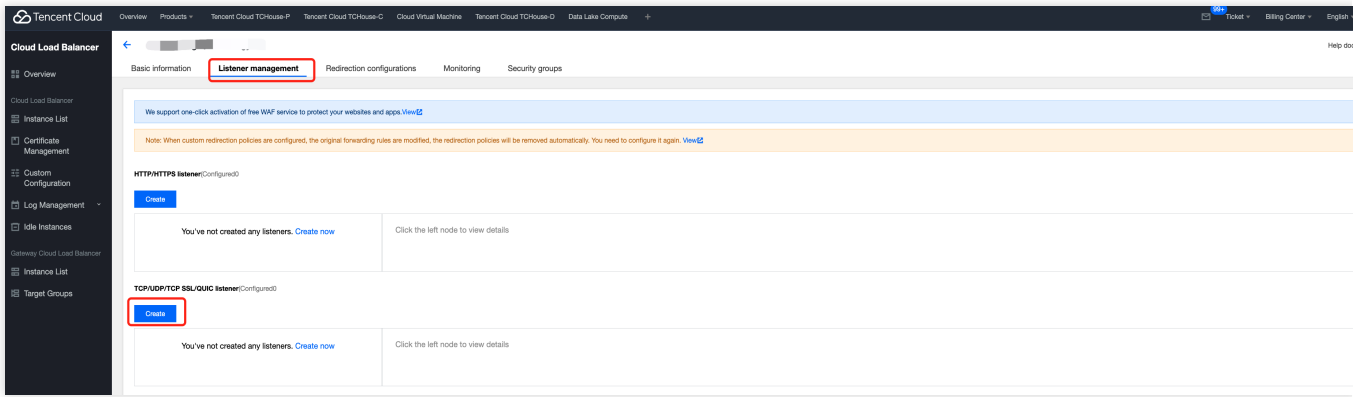 Tencent Cloud Overview Products Tencent Cloud TCHouse-P Tencent Cloud TCHouse-C Cloud Virtual Machine Tencent Cloud TCHouse-D Data Lake Compute + 99+ Ticket Billing Center English
Cloud Load Balancer
Help doc
Basic information Listener management Redirection configurations Monitoring Security groups
Overview
Cloud Load Balancer
Instance List
Certificate
Management
Custom
Configuration
Log Management
Idle Instances
Gateway Cloud Load Balancer
Instance List
Target Groups
We support one-click activation of free WAF service to protect your websites and apps.View
Note: When custom redirection policies are configured, the original forwarding rules are modified, the redirection policies will be removed automatically. You need to configure it again. View
HTTP/HTTPS listener(Configured0
Create
You've not created any listeners. Create now
Click the left node to view details
TCP/UDP/TCP SSL/QUIC listener(Configured0
Create
You've not created any listeners. Create now
Click the left node to view details